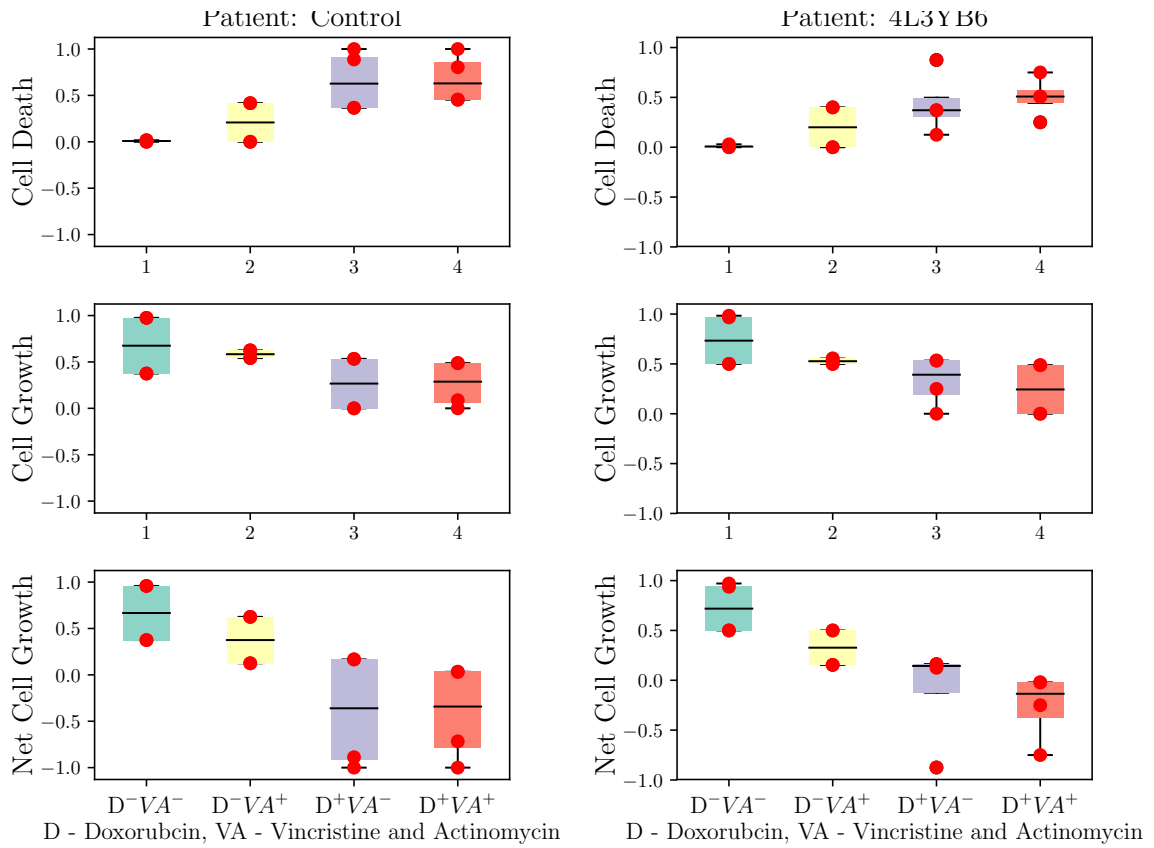 Patient: Control
Cell Death
1.0
0.5
0.0
−0.5
−1.0
1 2 3 4
Cell Growth
1.0
0.5
0.0
−0.5
−1.0
1 2 3 4
Net Cell Growth
1.0
0.5
0.0
−0.5
−1.0
D⁻VA⁻ D⁻VA⁺ D⁺VA⁻ D⁺VA⁺
D - Doxorubcin, VA - Vincristine and Actinomycin
Patient: 4L3YB6
Cell Death
1.0
0.5
0.0
−0.5
−1.0
1 2 3 4
Cell Growth
1.0
0.5
0.0
−0.5
−1.0
1 2 3 4
Net Cell Growth
1.0
0.5
0.0
−0.5
−1.0
D⁻VA⁻ D⁻VA⁺ D⁺VA⁻ D⁺VA⁺
D - Doxorubcin, VA - Vincristine and Actinomycin